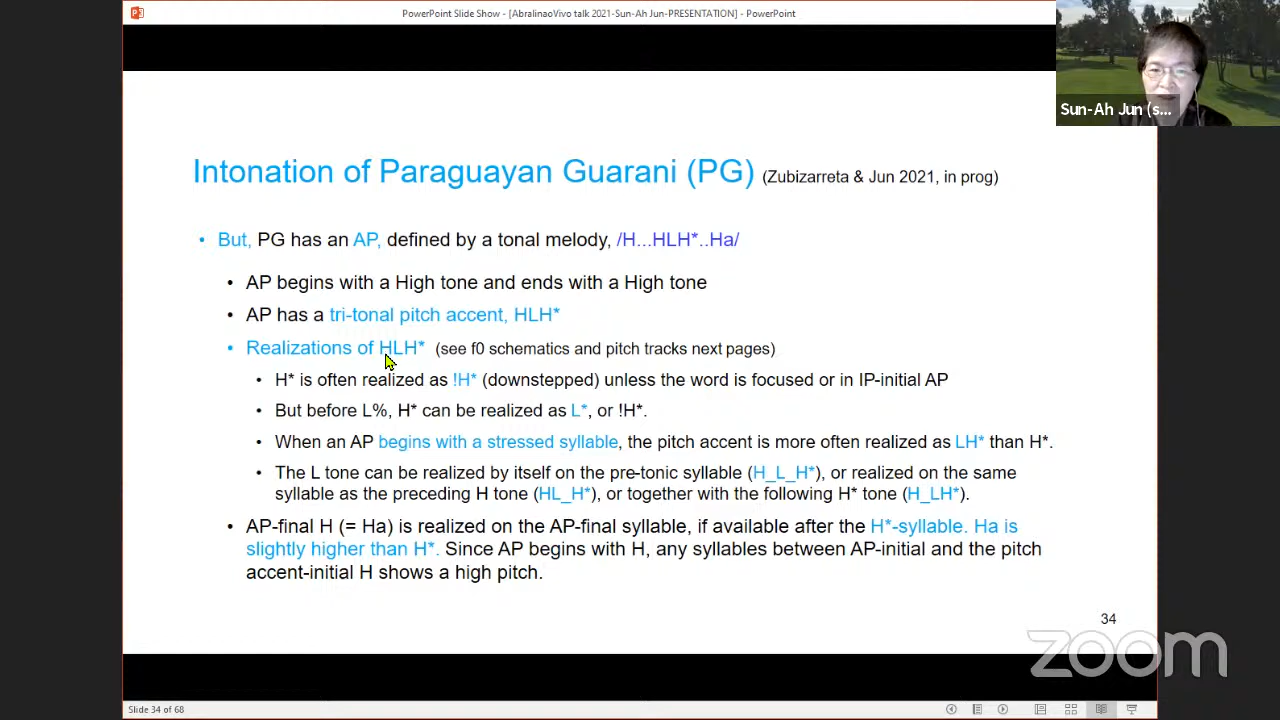 PowerPoint Slide Show - [AbralinaoVivo talk 2021-Sun-Ah Jun-PRESENTATION] - PowerPoint
Sun-Ah Jun (s...
Intonation of Paraguayan Guarani (PG) (Zubizarreta & Jun 2021, in prog)
• But, PG has an AP, defined by a tonal melody, /H...HLH*..Ha/
• AP begins with a High tone and ends with a High tone
• AP has a tri-tonal pitch accent, HLH*
• Realizations of HLH* (see f0 schematics and pitch tracks next pages)
• H* is often realized as !H* (downstepped) unless the word is focused or in IP-initial AP
• But before L%, H* can be realized as L*, or !H*.
• When an AP begins with a stressed syllable, the pitch accent is more often realized as LH* than H*.
• The L tone can be realized by itself on the pre-tonic syllable (H_L_H*), or realized on the same
syllable as the preceding H tone (HL_H*), or together with the following H* tone (H_LH*).
• AP-final H (= Ha) is realized on the AP-final syllable, if available after the H*-syllable. Ha is
slightly higher than H*. Since AP begins with H, any syllables between AP-initial and the pitch
accent-initial H shows a high pitch.
34
zoom
Slide 34 of 68